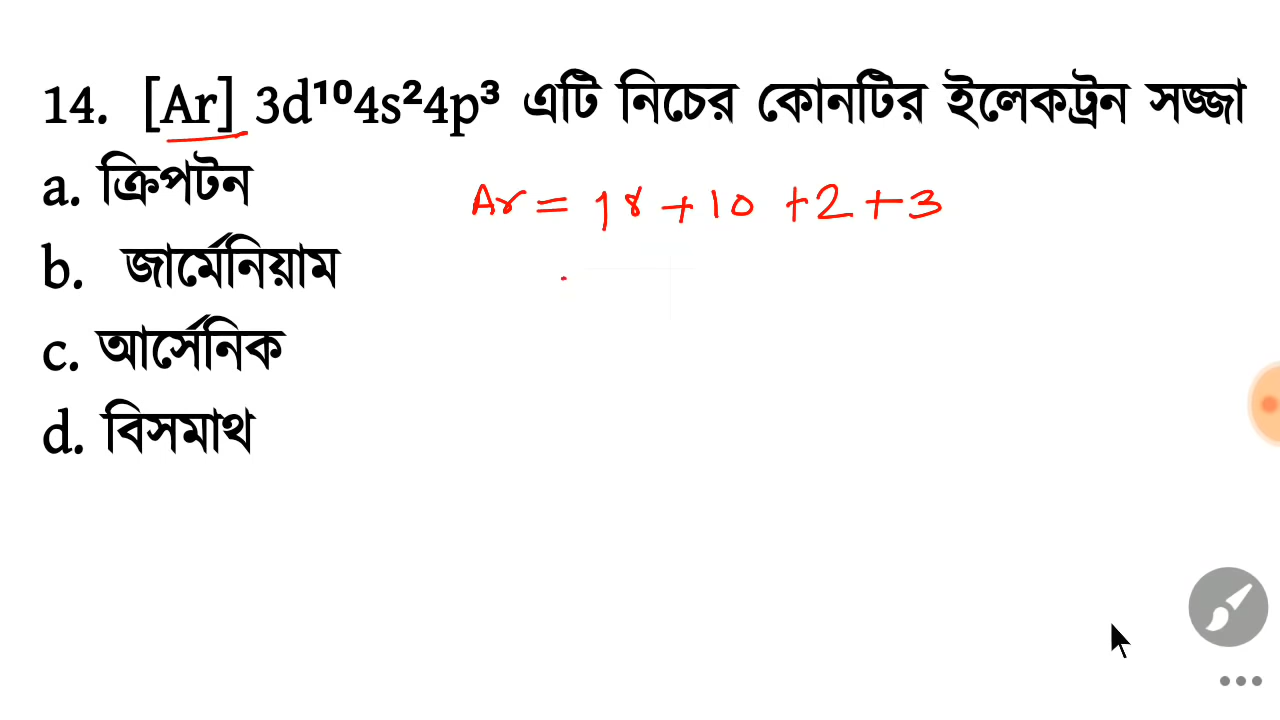 14. [Ar] 3d¹⁰4s²4p³ এটি নিচের কোনটির ইলেকট্রন সজ্জা
a. ক্রিপটন
Ar = 18 + 10 + 2 + 3
b. জার্মেনিয়াম
c. আর্সেনিক
d. বিসমাথ